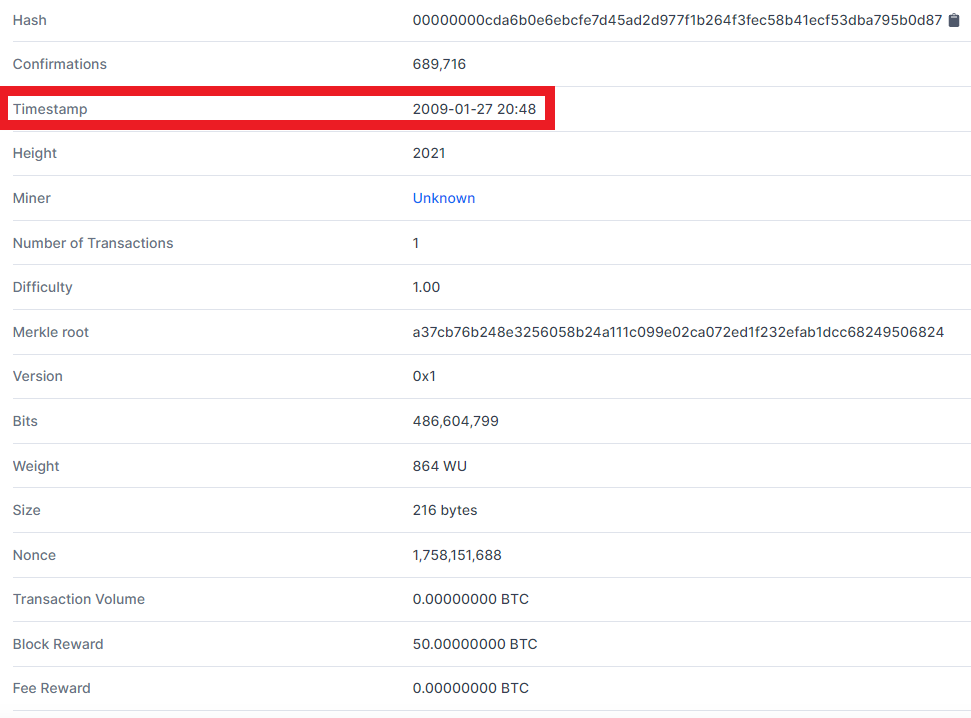 Hash 00000000cda6b0e6ebcfe7d45ad2d977f1b264f3fec58b41ecf53dba795b0d87
Confirmations 689,716
Timestamp 2009-01-27 20:48
Height 2021
Miner Unknown
Number of Transactions 1
Difficulty 1.00
Merkle root a37cb76b248e3256058b24a111c099e02ca072ed1f232efab1dcc68249506824
Version 0x1
Bits 486,604,799
Weight 864 WU
Size 216 bytes
Nonce 1,758,151,688
Transaction Volume 0.00000000 BTC
Block Reward 50.00000000 BTC
Fee Reward 0.00000000 BTC